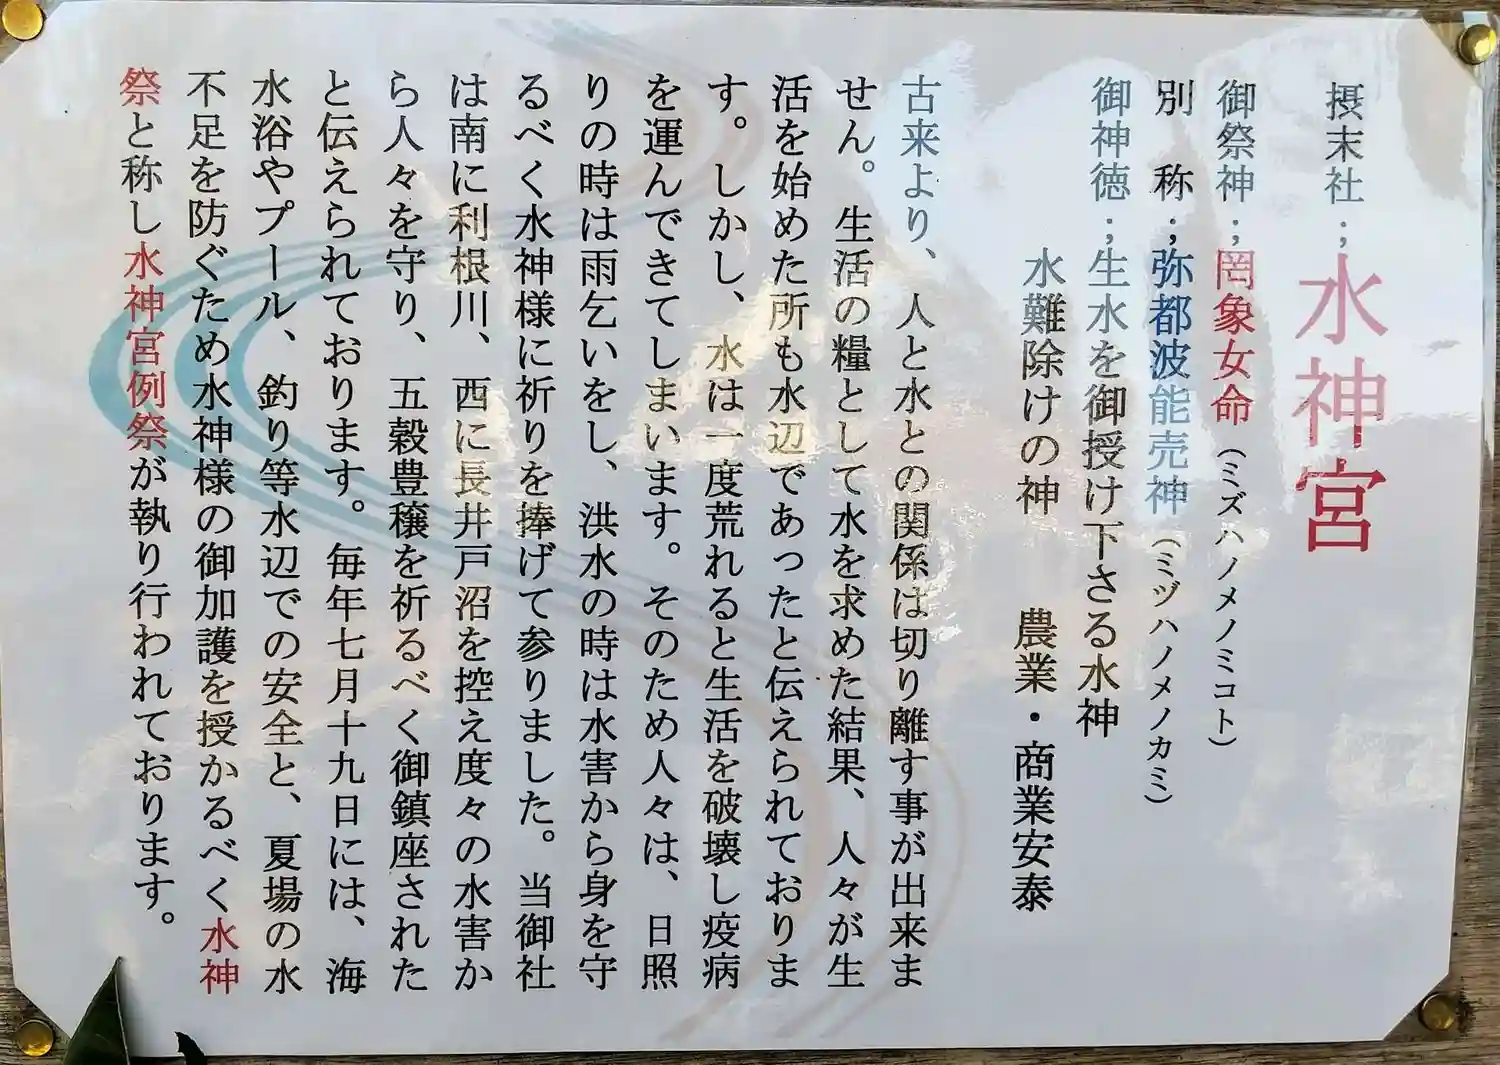 摂末社；水神宮
御祭神；罔象女命（ミズハノメノミコト）
別　称；弥都波能売神（ミヅハノメノカミ）
御神徳；生水を御授け下さる水神
水難除けの神　農業・商業安泰
古来より、人と水との関係は切り離す事が出来ま
せん。生活の糧として水を求めた結果、人々が生
活を始めた所も水辺であったと伝えられておりま
す。しかし、水は一度荒れると生活を破壊し疫病
を運んできてしまいます。そのため人々は、日照
りの時は雨乞いをし、洪水の時は水害から身を守
るべく水神様に祈りを捧げて参りました。当御社
は南に利根川、西に長井戸沼を控え度々の水害か
ら人々を守り、五穀豊穣を祈るべく御鎮座された
と伝えられております。毎年七月十九日には、海
水浴やプール、釣り等水辺での安全と、夏場の水
不足を防ぐため水神様の御加護を授かるべく水神
祭と称し水神宮例祭が執り行われております。